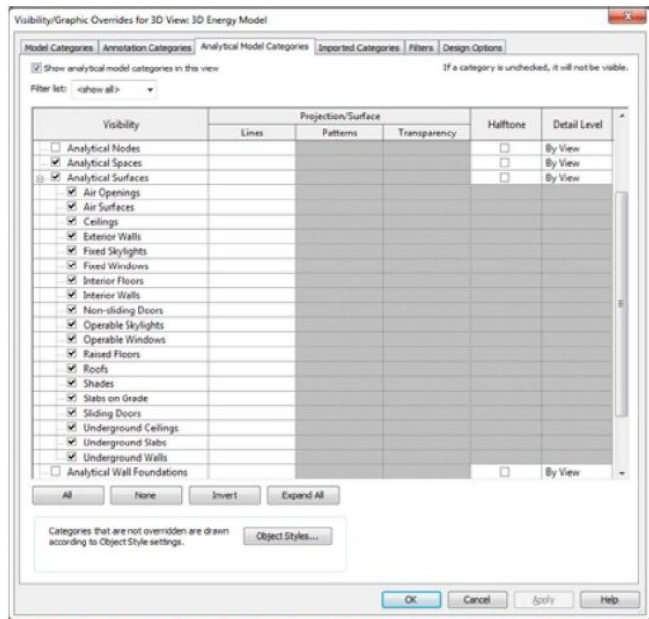 Visibility/Graphic Overrides for 3D View: 3D Energy Model
Model Categories Annotation Categories Analytical Model Categories Imported Categories Filters Design Options
Show analytical model categories in this view If a category is unchecked, it will not be visible.
Filter list: <show all>
Visibility Projection/Surface Halftone Detail Level
Lines Patterns Transparency
Analytical Nodes By View
Analytical Spaces By View
Analytical Surfaces By View
Air Openings
Air Surfaces
Ceilings
Exterior Walls
Fixed Skylights
Fixed Windows
Interior Floors
Interior Walls
Non-sliding Doors
Operable Skylights
Operable Windows
Raised Floors
Roofs
Shades
Slabs on Grade
Sliding Doors
Underground Ceilings
Underground Slabs
Underground Walls
Analytical Wall Foundations By View
All None Invert Expand All
Categories that are not overridden are drawn
according to Object Style settings.
Object Styles...
OK Cancel Apply Help